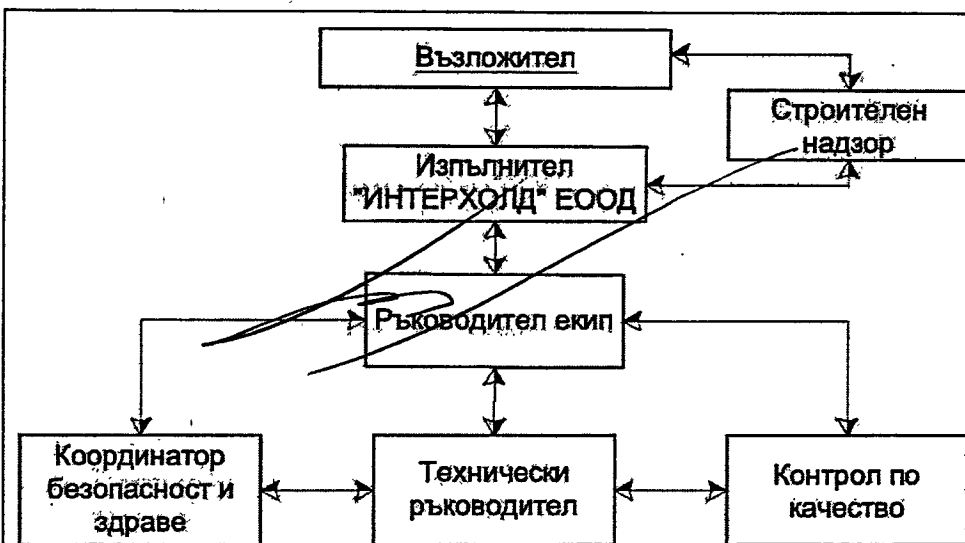 Възложител
Строителен
надзор
Изпълнител
"ИНТЕРХОЛД" ЕООД
Ръководител екип
Координатор
безопасност и
здраве
Технически
ръководител
Контрол по
качество